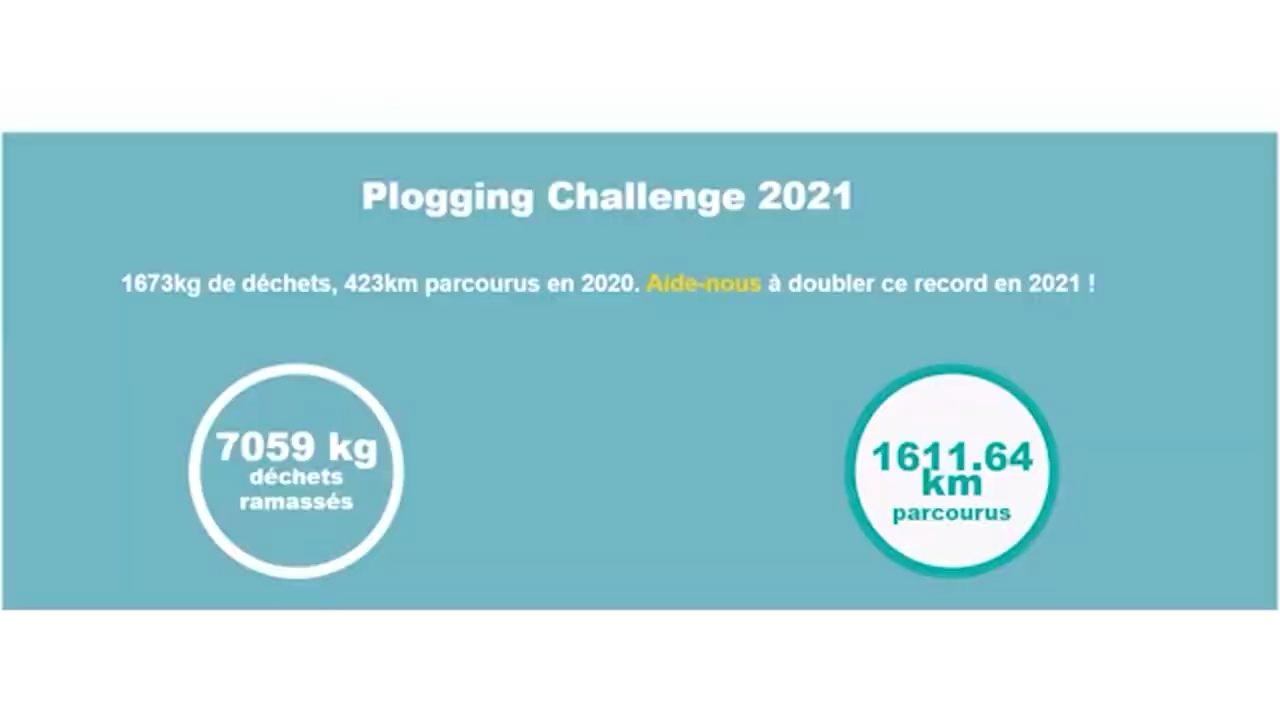 Plogging Challenge 2021
1673kg de déchets, 423km parcourus en 2020. Aide-nous à doubler ce record en 2021 !
7059 kg
déchets
ramassés
1611.64
km
parcourus